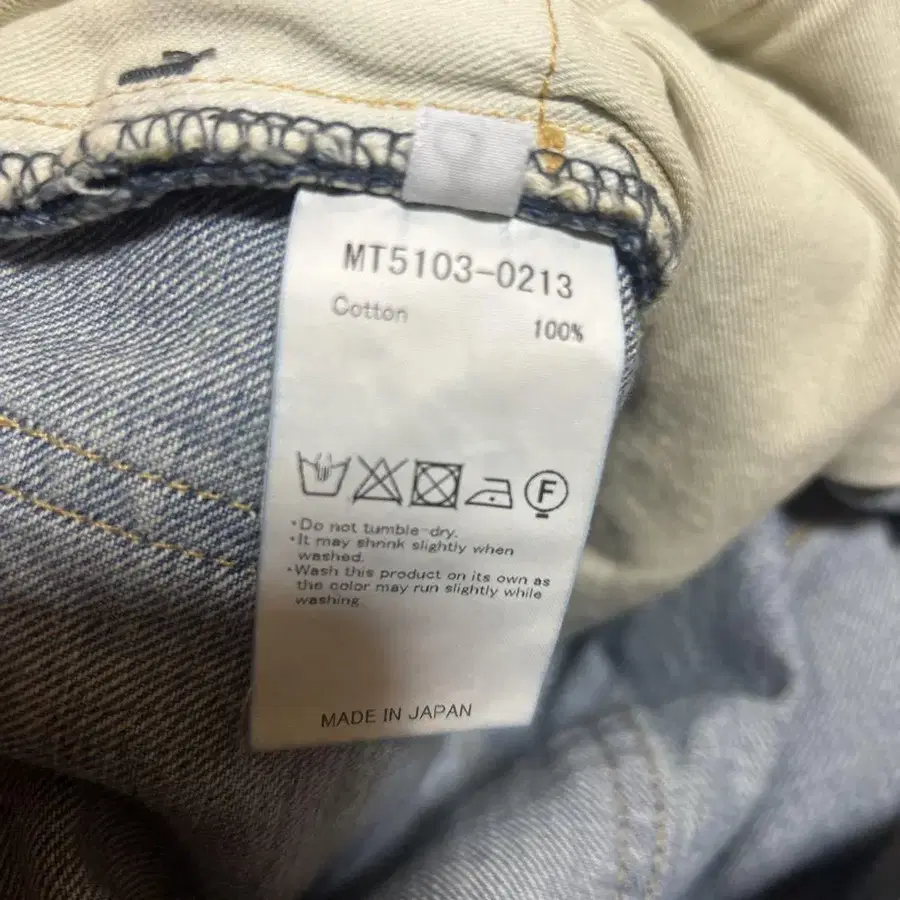 MT5103-0213
Cotton 100%
F
•Do not tumble-dry.
•It may shrink slightly when
washed.
•Wash this product on its own as
the color may run slightly while
washing
MADE IN JAPAN